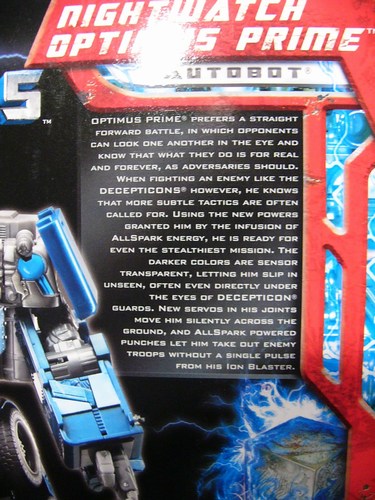 NIGHTWATCH
OPTIMUS PRIME™
AUTOBOT
S™
OPTIMUS PRIME® PREFERS A STRAIGHT
FORWARD BATTLE, IN WHICH OPPONENTS
CAN LOOK ONE ANOTHER IN THE EYE AND
KNOW THAT WHAT THEY DO IS FOR REAL
AND FOREVER, AS ADVERSARIES SHOULD.
WHEN FIGHTING AN ENEMY LIKE THE
DECEPTICONS® HOWEVER, HE KNOWS
THAT MORE SUBTLE TACTICS ARE OFTEN
CALLED FOR. USING THE NEW POWERS
GRANTED HIM BY THE INFUSION OF
ALLSPARK ENERGY, HE IS READY FOR
EVEN THE STEALTHIEST MISSION. THE
DARKER COLORS ARE SENSOR
TRANSPARENT, LETTING HIM SLIP IN
UNSEEN, OFTEN EVEN DIRECTLY UNDER
THE EYES OF DECEPTICON®
GUARDS. NEW SERVOS IN HIS JOINTS
MOVE HIM SILENTLY ACROSS THE
GROUND, AND ALLSPARK POWERED
PUNCHES LET HIM TAKE OUT ENEMY
TROOPS WITHOUT A SINGLE PULSE
FROM HIS ION BLASTER.